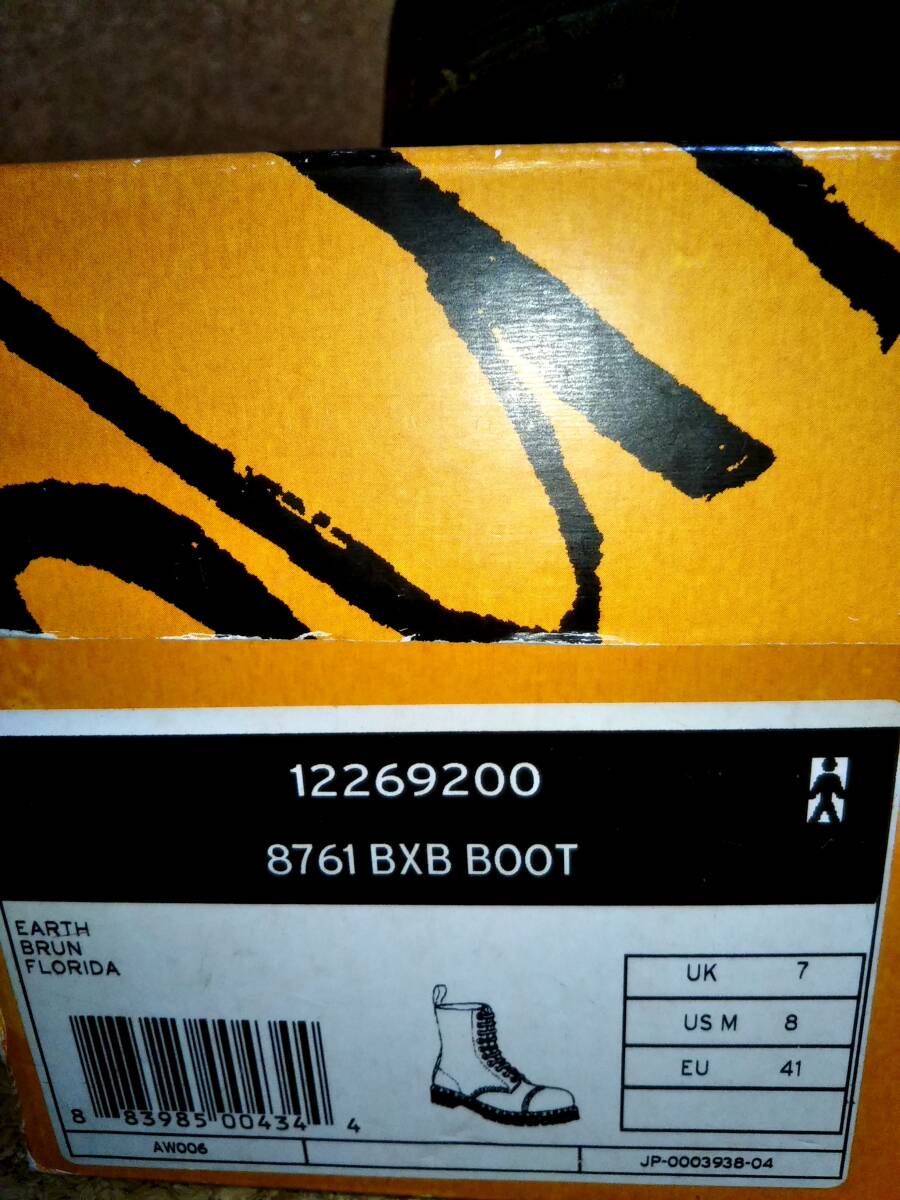 12269200
8761 BXB BOOT
EARTH
BRUN
FLORIDA
UK 7
US M 8
EU 41
8 83985 00434 4
AW006
JP-0003938-04